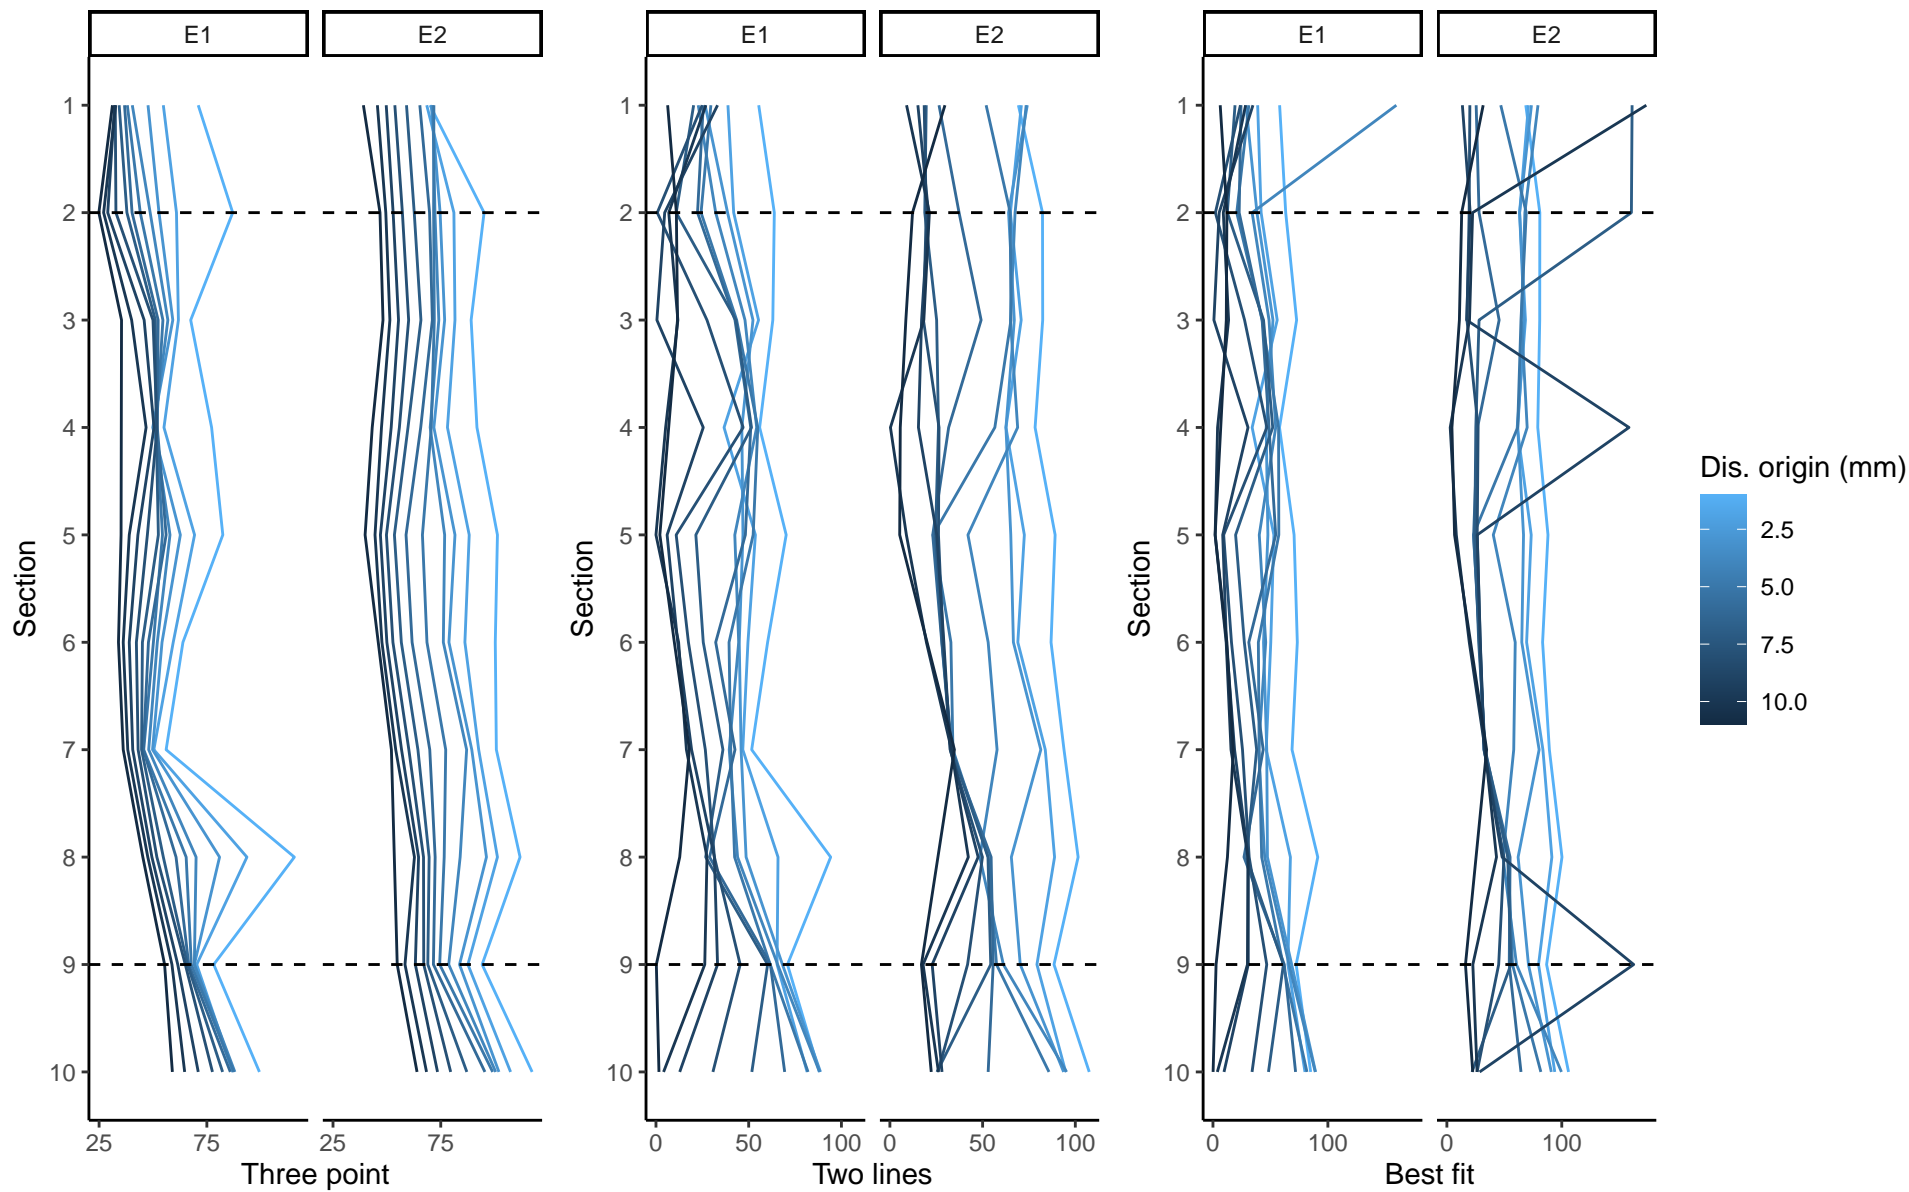 E1 E2 E1 E2 E1 E2
1 1 1
2 2 2
3 3 3
4 4 4
Dis. origin (mm)
2.5
5 5 5
5.0
Section Section Section
6 6 6
7.5
10.0
7 7 7
8 8 8
9 9 9
10 10 10
25 75 25 75 0 50 100 0 50 100 0 100 0 100
Three point Two lines Best fit